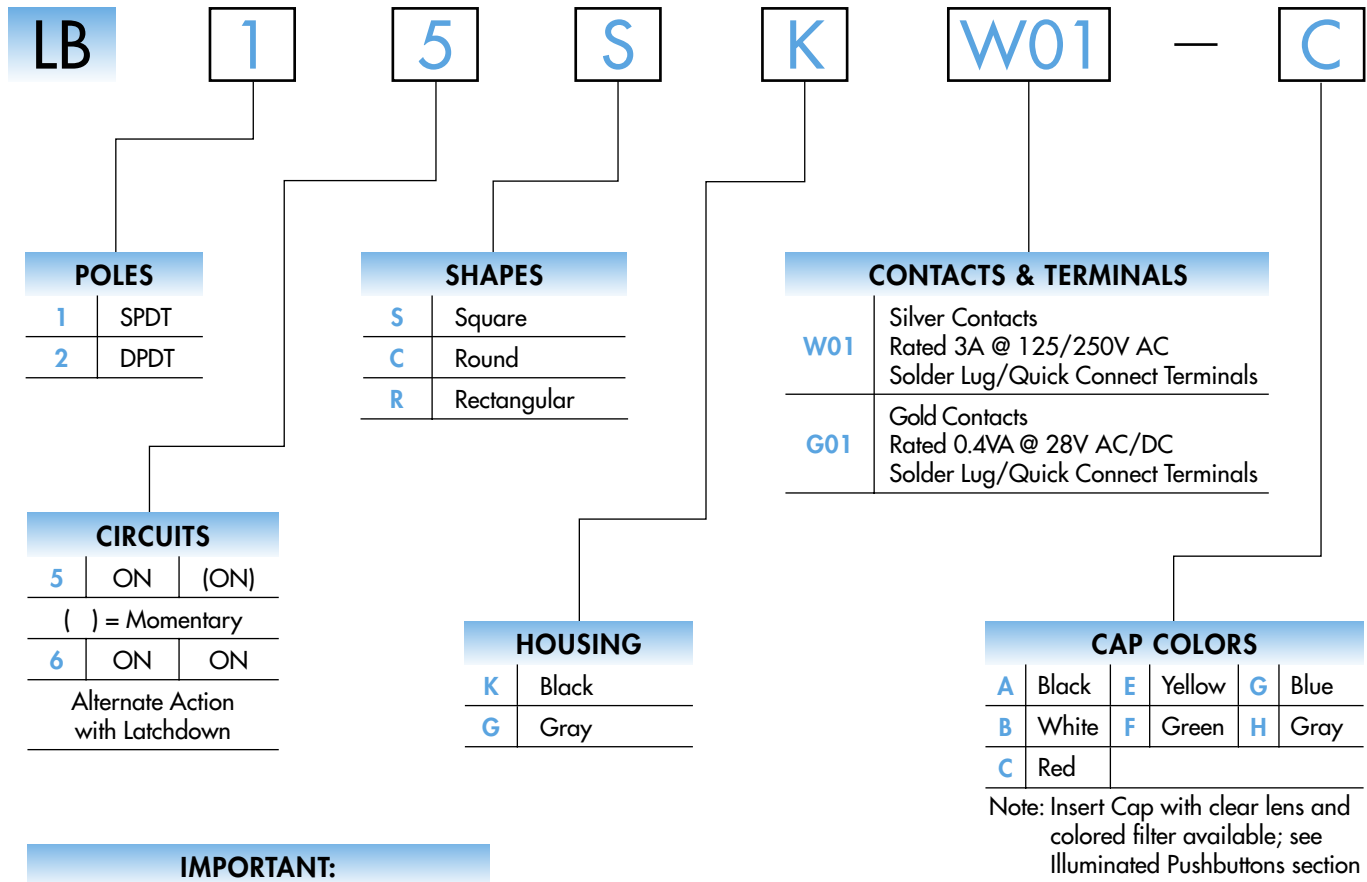 LB 1 5 S K W01 — C
POLES
1 SPDT
2 DPDT
SHAPES
S Square
C Round
R Rectangular
CONTACTS & TERMINALS
W01 Silver Contacts
Rated 3A @ 125/250V AC
Solder Lug/Quick Connect Terminals
G01 Gold Contacts
Rated 0.4VA @ 28V AC/DC
Solder Lug/Quick Connect Terminals
CIRCUITS
5 ON (ON)
( ) = Momentary
6 ON ON
Alternate Action
with Latchdown
HOUSING
K Black
G Gray
CAP COLORS
A Black E Yellow G Blue
B White F Green H Gray
C Red
Note: Insert Cap with clear lens and
colored filter available; see
Illuminated Pushbuttons section
IMPORTANT: